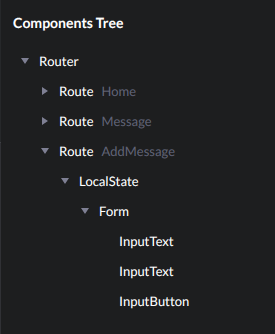 Components Tree
Router
Route Home
Route Message
Route AddMessage
LocalState
Form
InputText
InputText
InputButton